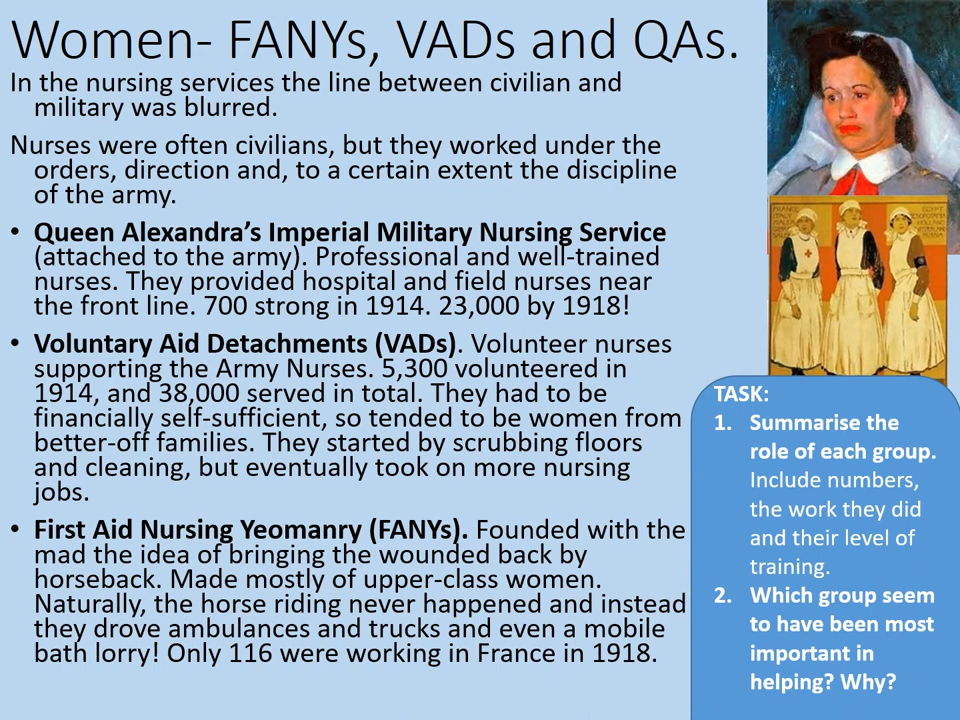 Women- FANYs, VADs and QAs.
In the nursing services the line between civilian and
military was blurred.
Nurses were often civilians, but they worked under the
orders, direction and, to a certain extent the discipline
of the army.
• Queen Alexandra’s Imperial Military Nursing Service
(attached to the army). Professional and well-trained
nurses. They provided hospital and field nurses near
the front line. 700 strong in 1914. 23,000 by 1918!
• Voluntary Aid Detachments (VADs). Volunteer nurses
supporting the Army Nurses. 5,300 volunteered in
1914, and 38,000 served in total. They had to be
financially self-sufficient, so tended to be women from
better-off families. They started by scrubbing floors
and cleaning, but eventually took on more nursing
jobs.
• First Aid Nursing Yeomanry (FANYs). Founded with the
mad the idea of bringing the wounded back by
horseback. Made mostly of upper-class women.
Naturally, the horse riding never happened and instead
they drove ambulances and trucks and even a mobile
bath lorry! Only 116 were working in France in 1918.
FRANCE
ITALY
EGYPT
TASK:
1. Summarise the
role of each group.
Include numbers,
the work they did
and their level of
training.
2. Which group seem
to have been most
important in
helping? Why?